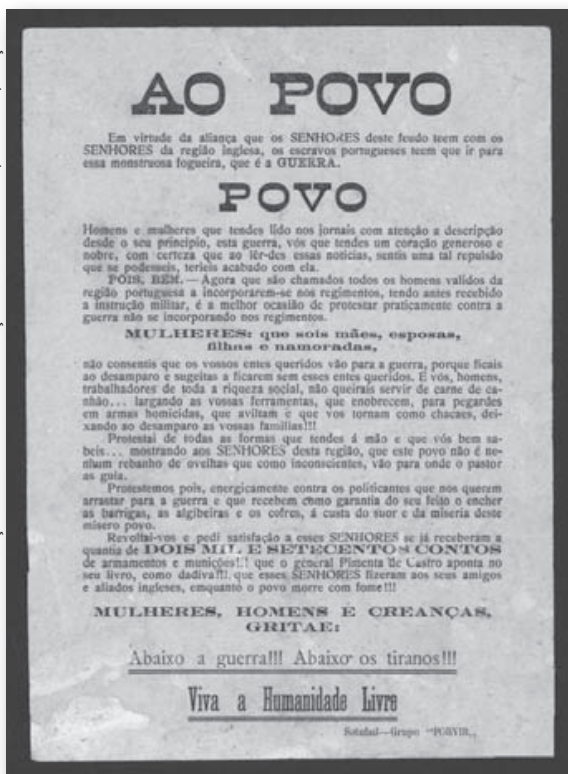 AO POVO
Em virtude da aliança que os SENHORES deste feudo teem com os
SENHORES da região inglesa, os escravos portugueses teem que ir para
essa monstruosa fogueira, que é a GUERRA.
POVO
Homens e mulheres que tendes lido nos jornais com atenção a descripção
desde o seu principio, esta guerra, vós que tendes um coração generoso e
nobre, com certeza que ao lêr-des essas noticias, sentis uma tal repulsão
que se podesseis, terieis acabado com ela.
POIS, BEM.—Agora que são chamados todos os homens validos da
região portuguesa a incorporarem-se nos regimentos, tendo antes recebido
a instrução militar, é a melhor ocasião de protestar praticamente contra a
guerra não se incorporando nos regimentos.
MULHERES: que sois mães, esposas,
filhas e namoradas,
não consentis que os vossos entes queridos vão para a guerra, porque ficais
ao desamparo e sugeitas a ficarem sem esses entes queridos. E vós, homens,
trabalhadores de toda a riqueza social, não queirais servir de carne de ca-
nhão... largando as vossas ferramentas, que enobrecem, para pegardes
em armas homicidas, que aviltam e que vos tornam como chacaes, dei-
xando ao desamparo as vossas familias!!!
Protestai de todas as formas que tendes á mão e que vós bem sa-
beis... mostrando aos SENHORES desta região, que este povo não é ne-
nhum rebanho de ovelhas que como inconscientes, vão para onde o pastor
as guia.
Protestemos pois, energicamente contra os politicantes que nos querem
arrastar para a guerra e que recebem como garantia do seu feito o encher
as barrigas, as algibeiras e os cofres, á custa do suor e da miseria deste
misero povo.
Revoltai-vos e pedi satisfação a esses SENHORES se já receberam a
quantia de DOIS MIL E SETECENTOS CONTOS
de armamentos e munições!!! que o general Pimenta de Castro aponta no
seu livro, como dadiva!!! que esses SENHORES fizeram aos seus amigos
e aliados ingleses, emquanto o povo morre com fome!!!
MULHERES, HOMENS E CREANÇAS,
GRITAE:
Abaixo a guerra!!! Abaixo os tiranos!!!
Viva a Humanidade Livre
Setubal—Grupo "PORVIR„